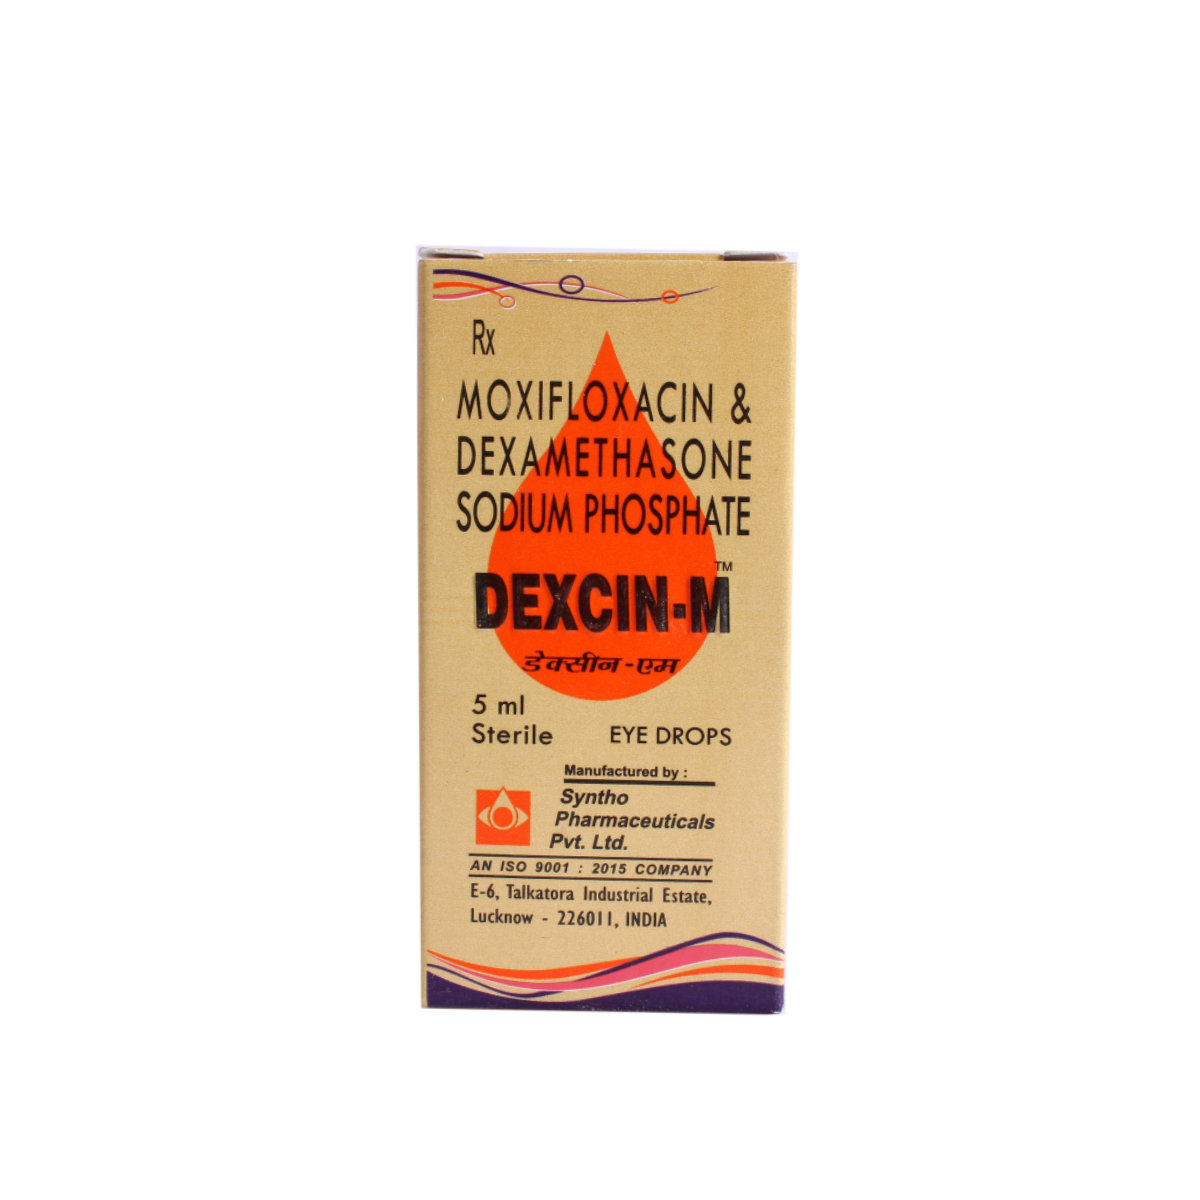 Rx
MOXIFLOXACIN &
DEXAMETHASONE
SODIUM PHOSPHATE
DEXCIN-M™
डेक्सीन-एम
5 ml
Sterile EYE DROPS
Manufactured by :
Syntho
Pharmaceuticals
Pvt. Ltd.
AN ISO 9001 : 2015 COMPANY
E-6, Talkatora Industrial Estate,
Lucknow - 226011, INDIA